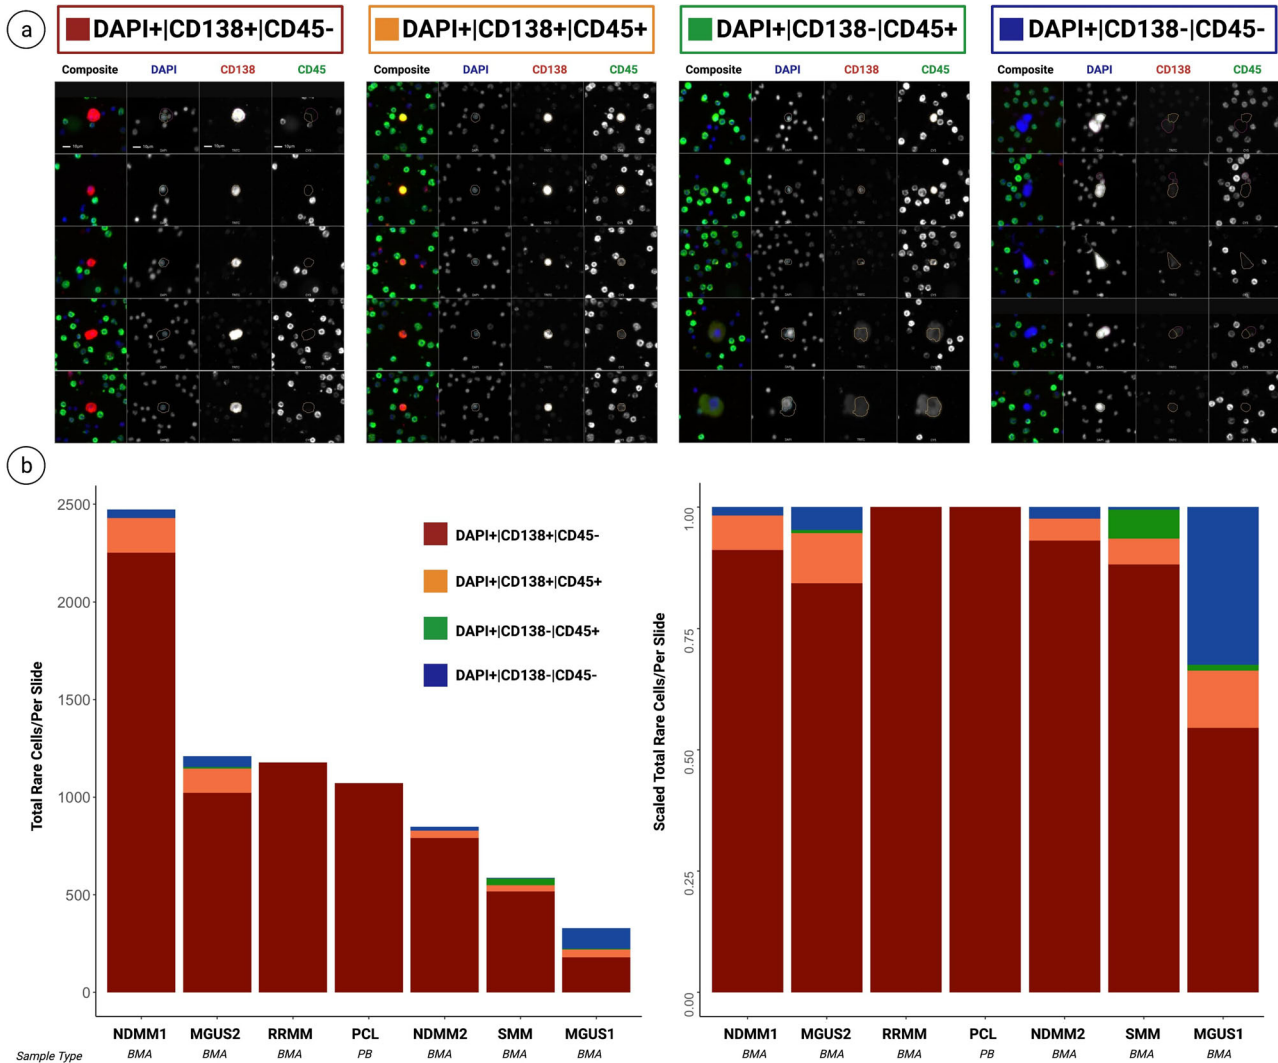 a
DAPI+|CD138+|CD45-
DAPI+|CD138+|CD45+
DAPI+|CD138-|CD45+
DAPI+|CD138-|CD45-
Composite DAPI CD138 CD45
Composite DAPI CD138 CD45
Composite DAPI CD138 CD45
Composite DAPI CD138 CD45
10µm 10µm 10µm 10µm
b
Total Rare Cells/Per Slide
2500
2000
1500
1000
500
0
DAPI+|CD138+|CD45-
DAPI+|CD138+|CD45+
DAPI+|CD138-|CD45+
DAPI+|CD138-|CD45-
NDMM1 MGUS2 RRMM PCL NDMM2 SMM MGUS1
Sample Type BMA BMA BMA PB BMA BMA BMA
Scaled Total Rare Cells/Per Slide
1.00
0.75
0.50
0.25
0.00
NDMM1 MGUS2 RRMM PCL NDMM2 SMM MGUS1
BMA BMA BMA PB BMA BMA BMA